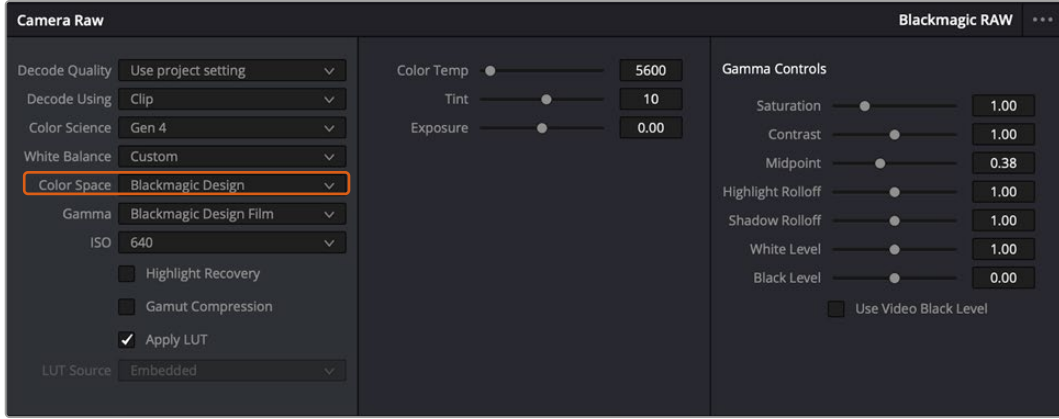 Camera Raw
Blackmagic RAW
Decode Quality Use project setting
Decode Using Clip
Color Science Gen 4
White Balance Custom
Color Space Blackmagic Design
Gamma Blackmagic Design Film
ISO 640
Highlight Recovery
Gamut Compression
Apply LUT
LUT Source Embedded
Color Temp 5600
Tint 10
Exposure 0.00
Gamma Controls
Saturation 1.00
Contrast 1.00
Midpoint 0.38
Highlight Rolloff 1.00
Shadow Rolloff 1.00
White Level 1.00
Black Level 0.00
Use Video Black Level